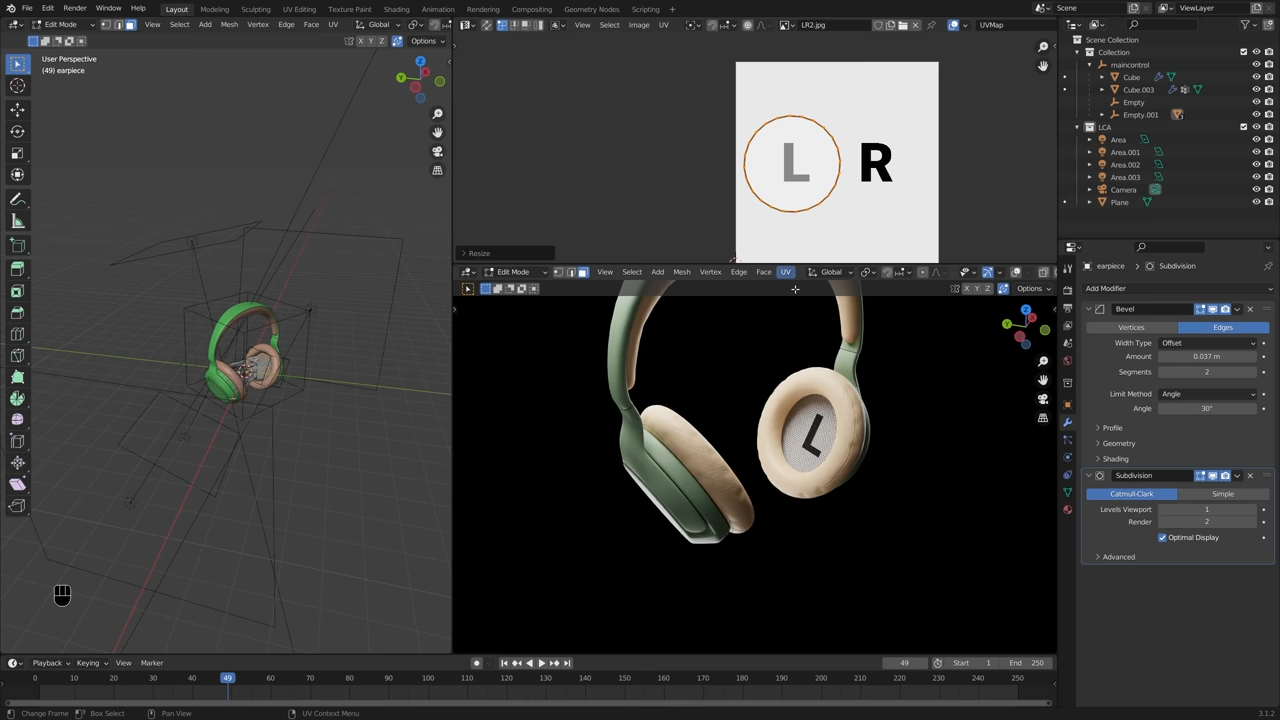 File Edit Render Window Help Layout Modeling Sculpting UV Editing Texture Paint Shading Animation Rendering Compositing Geometry Nodes Scripting + Scene ViewLayer
Edit Mode View Select Add Mesh Vertex Edge Face UV Global
X Y Z Options
User Perspective
(49) earpiece
View Select Image UV LR2.jpg UVMap
L R
Resize
Edit Mode View Select Add Mesh Vertex Edge Face UV Global
X Y Z Options
L
Scene Collection
Collection
maincontrol
Cube
Cube.003
Empty
Empty.001
LCA
Area
Area.001
Area.002
Area.003
Camera
Plane
earpiece Subdivision
Add Modifier
Bevel
Vertices Edges
Width Type Offset
Amount 0.037 m
Segments 2
Limit Method Angle
Angle 30°
Profile
Geometry
Shading
Subdivision
Catmull-Clark Simple
Levels Viewport 1
Render 2
Optimal Display
Advanced
Playback Keying View Marker 49 Start 1 End 250
0 10 20 30 40 49 60 70 80 90 100 110 120 130 140 150 160 170 180 190 200 210 220 230 240 250
Change Frame Box Select Pan View UV Context Menu 3.1.2